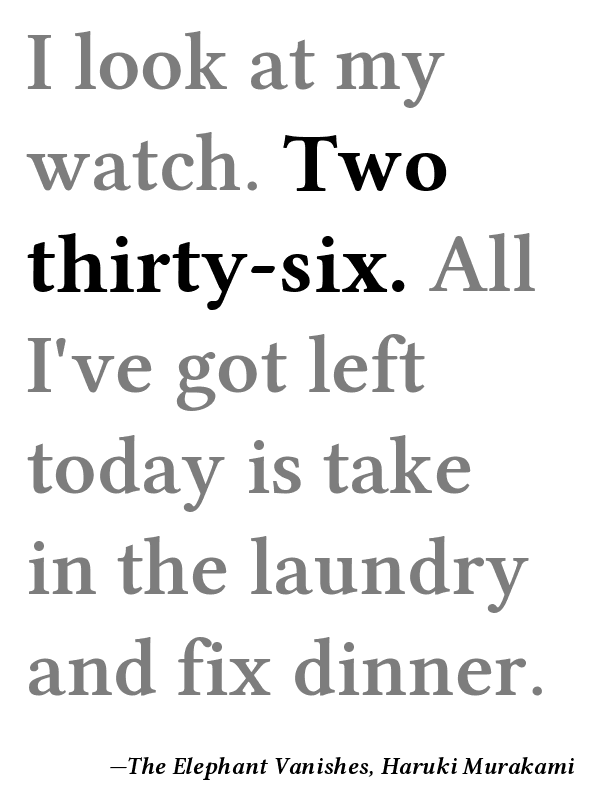 I look at my
watch. Two
thirty-six. All
I've got left
today is take
in the laundry
and fix dinner.
—The Elephant Vanishes, Haruki Murakami